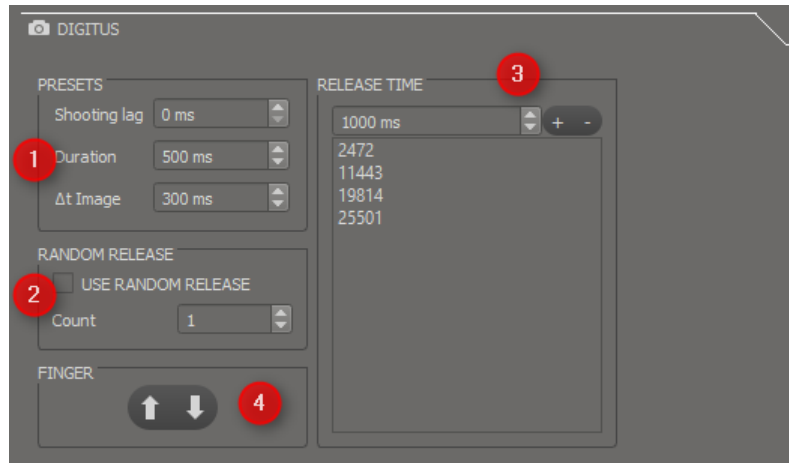 DIGITUS
PRESETS
Shooting lag 0 ms
1 Duration 500 ms
Δt Image 300 ms
RANDOM RELEASE
2 USE RANDOM RELEASE
Count 1
FINGER
4
RELEASE TIME 3
1000 ms + -
2472
11443
19814
25501